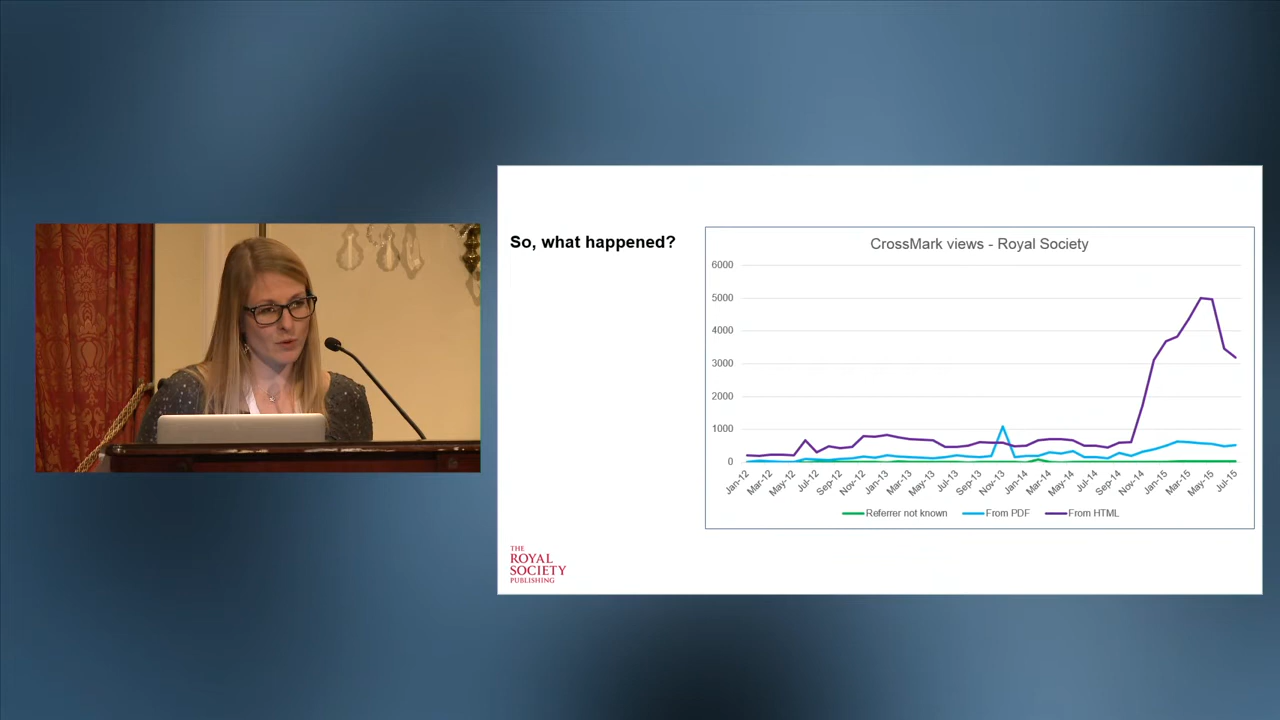 So, what happened?
CrossMark views - Royal Society
6000
5000
4000
3000
2000
1000
0
Jan-12 Mar-12 May-12 Jul-12 Sep-12 Nov-12 Jan-13 Mar-13 May-13 Jul-13 Sep-13 Nov-13 Jan-14 Mar-14 May-14 Jul-14 Sep-14 Nov-14 Jan-15 Mar-15 May-15 Jul-15
Referrer not known From PDF From HTML
THE
ROYAL
SOCIETY
PUBLISHING